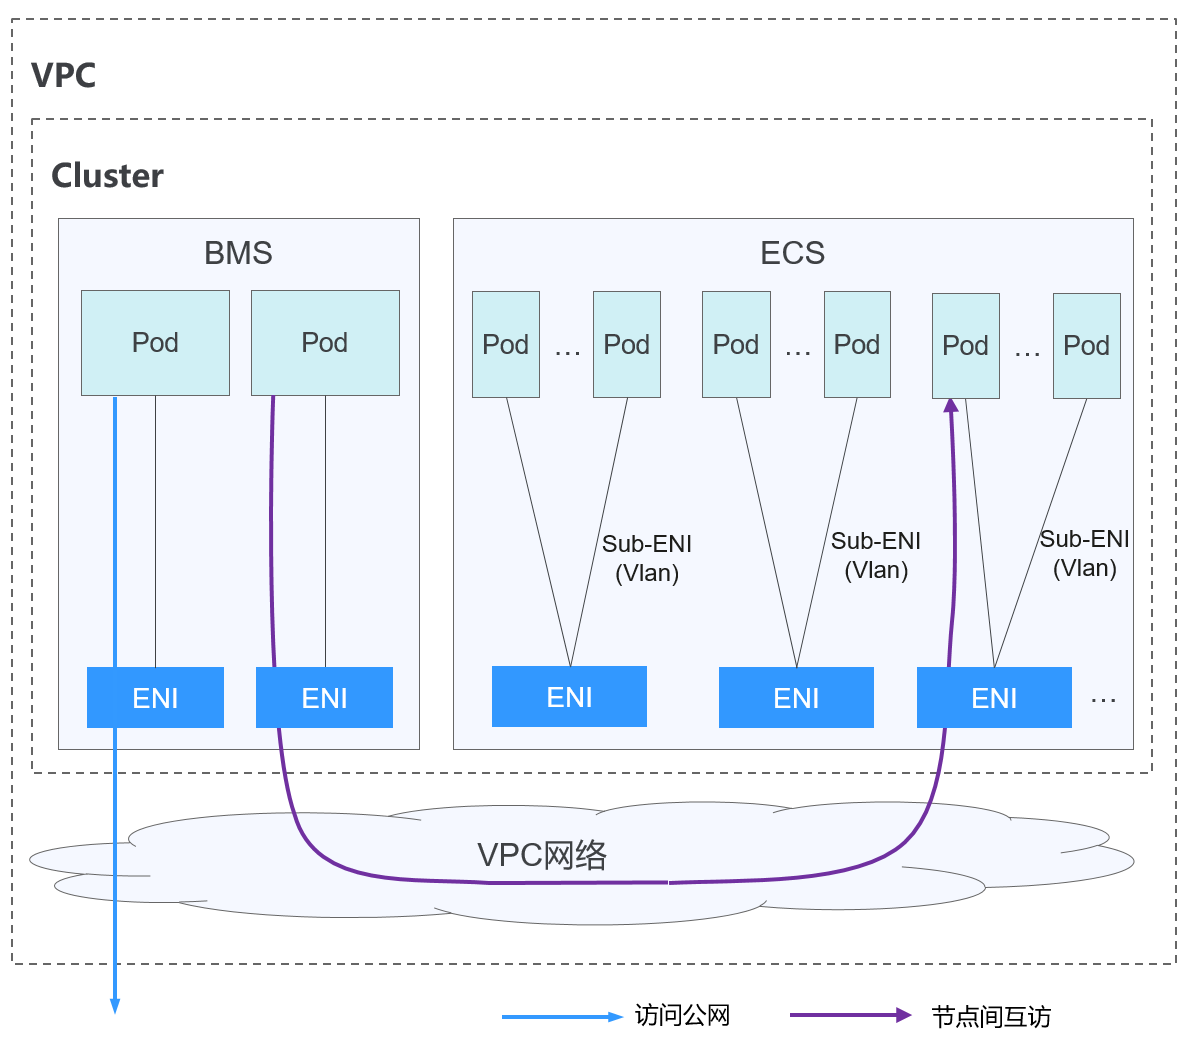 VPC
Cluster
BMS
ECS
Pod
Pod
Pod
...
Pod
Pod
...
Pod
Pod
...
Pod
Sub-ENI
(Vlan)
Sub-ENI
(Vlan)
Sub-ENI
(Vlan)
ENI
ENI
ENI
ENI
ENI
...
VPC网络
访问公网
节点间互访